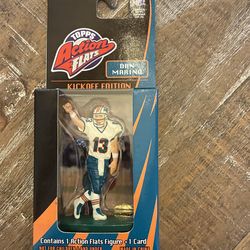 TOPPS
Action
FLATS
DAN
MARINO
KICKOFF EDITION
13
Contains 1 Action Flats Figure • 1 Card